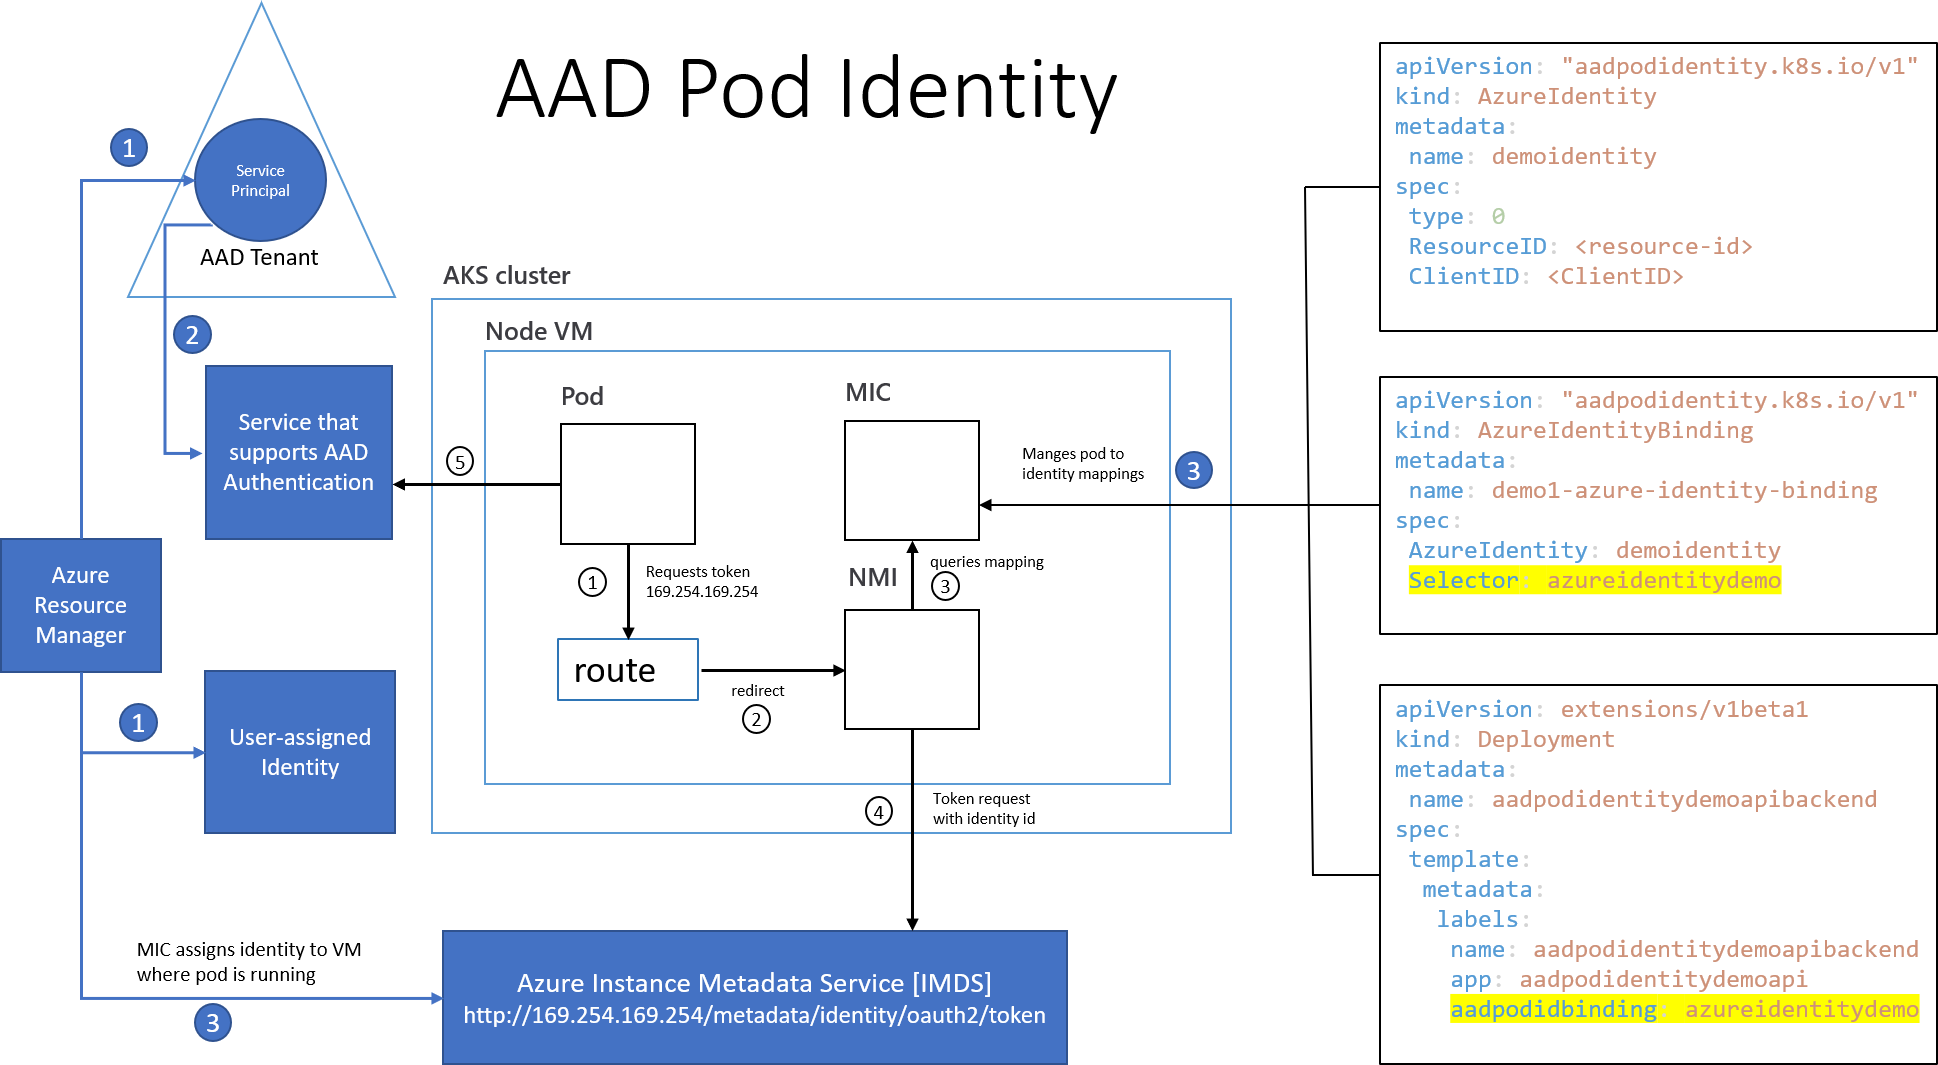 AAD Pod Identity
1
Service
Principal
AAD Tenant
2
Service that
supports AAD
Authentication
Azure
Resource
Manager
1
User-assigned
Identity
MIC assigns identity to VM
where pod is running
3
AKS cluster
Node VM
Pod
MIC
5
Manges pod to
identity mappings
3
1
Requests token
169.254.169.254
NMI
queries mapping
3
route
redirect
2
4
Token request
with identity id
Azure Instance Metadata Service [IMDS]
http://169.254.169.254/metadata/identity/oauth2/token
apiVersion: "aadpodidentity.k8s.io/v1"
kind: AzureIdentity
metadata:
name: demoidentity
spec:
type: 0
ResourceID: <resource-id>
ClientID: <ClientID>
apiVersion: "aadpodidentity.k8s.io/v1"
kind: AzureIdentityBinding
metadata:
name: demo1-azure-identity-binding
spec:
AzureIdentity: demoidentity
Selector: azureidentitydemo
apiVersion: extensions/v1beta1
kind: Deployment
metadata:
name: aadpodidentitydemoapibackend
spec:
template:
metadata:
labels:
name: aadpodidentitydemoapibackend
app: aadpodidentitydemoapi
aadpodidbinding: azureidentitydemo